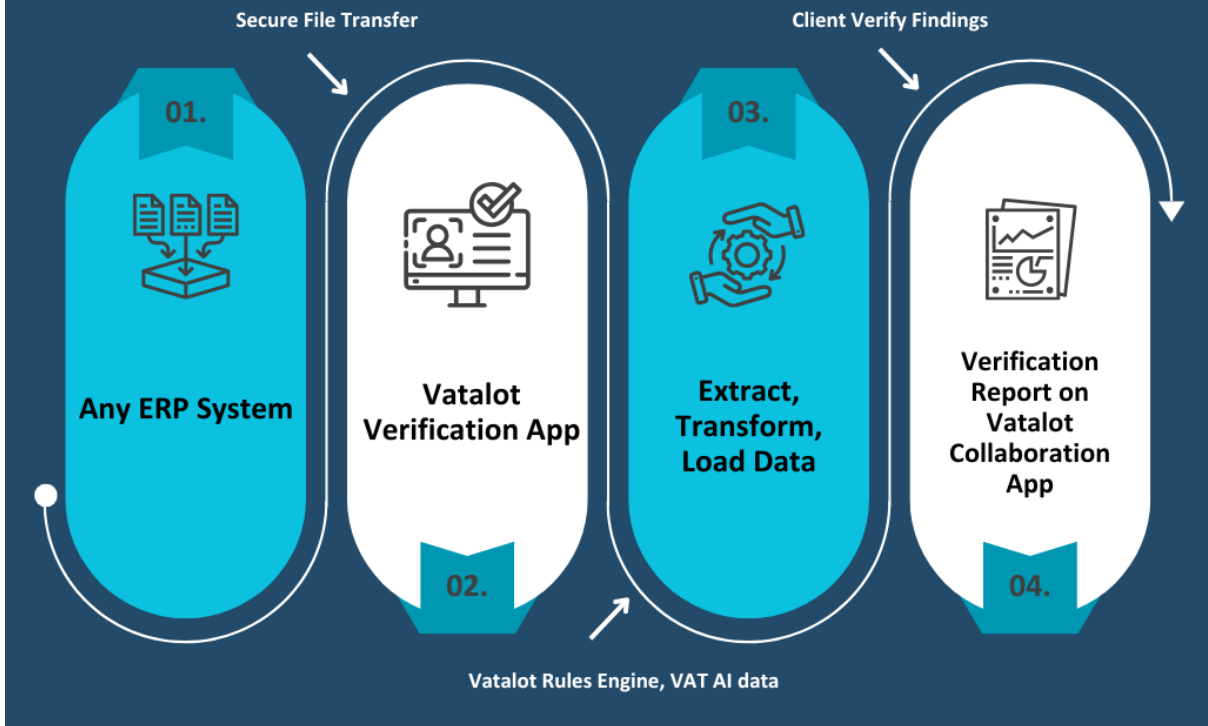 Secure File Transfer
Client Verify Findings
01.
Any ERP System
Vatalot
Verification App
02.
03.
Extract,
Transform,
Load Data
Verification
Report on
Vatalot
Collaboration
App
04.
Vatalot Rules Engine, VAT AI data